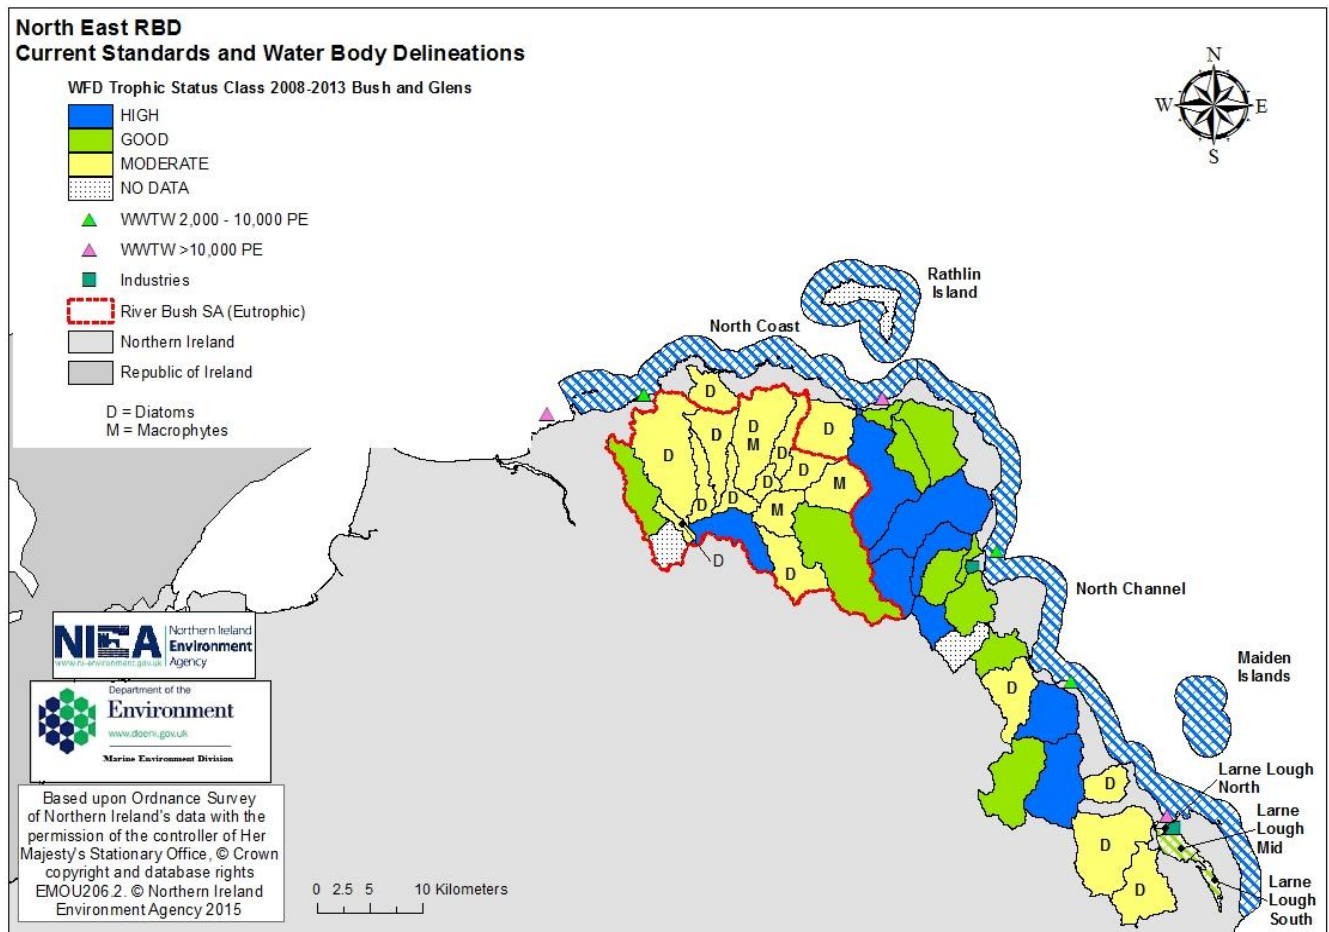 North East RBD
Current Standards and Water Body Delineations
WFD Trophic Status Class 2008-2013 Bush and Glens
HIGH
GOOD
MODERATE
NO DATA
WWTW 2,000 - 10,000 PE
WWTW >10,000 PE
Industries
River Bush SA (Eutrophic)
Northern Ireland
Republic of Ireland
D = Diatoms
M = Macrophytes
N
W E
S
Rathlin
Island
North Coast
D
D
D
M
D
D
D
D
D
M
D
D
M
D
D
North Channel
Maiden
Islands
D
Larne Lough
North
D
Larne
Lough
Mid
D
D
Larne
Lough
South
NIEA
www.ni-environment.gov.uk
Northern Ireland
Environment
Agency
Department of the
Environment
www.doeni.gov.uk
Marine Environment Division
Based upon Ordnance Survey
of Northern Ireland's data with the
permission of the controller of Her
Majesty's Stationary Office, © Crown
copyright and database rights
EMOU206.2. © Northern Ireland
Environment Agency 2015
0 2.5 5 10 Kilometers